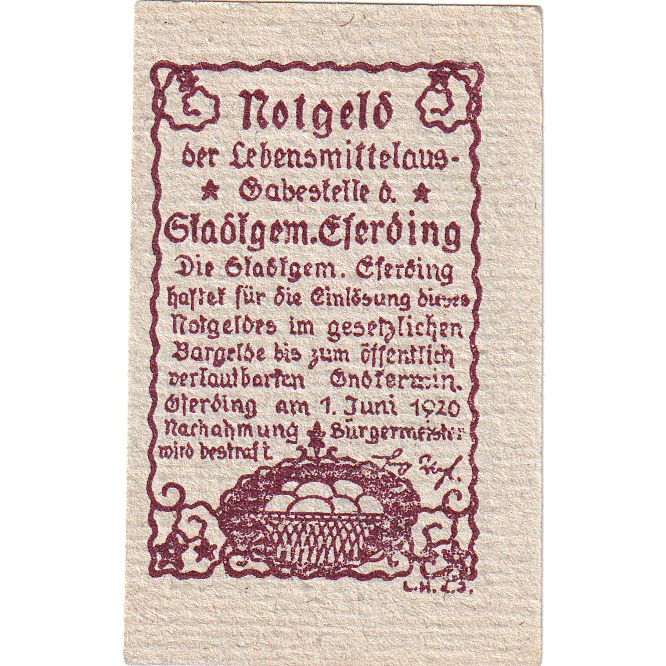 Notgeld
der Lebensmittelaus-
Gabestelle d.
Stadtgem. Eferding
Die Stadtgem. Eferding
haftet für die Einlösung dieses
Notgeldes im gesetzlichen
Bargelde bis zum öffentlich
verlautbarten Endtermin.
Eferding am 1. Juni 1920
Nachahmung Bürgermeister
wird bestraft.